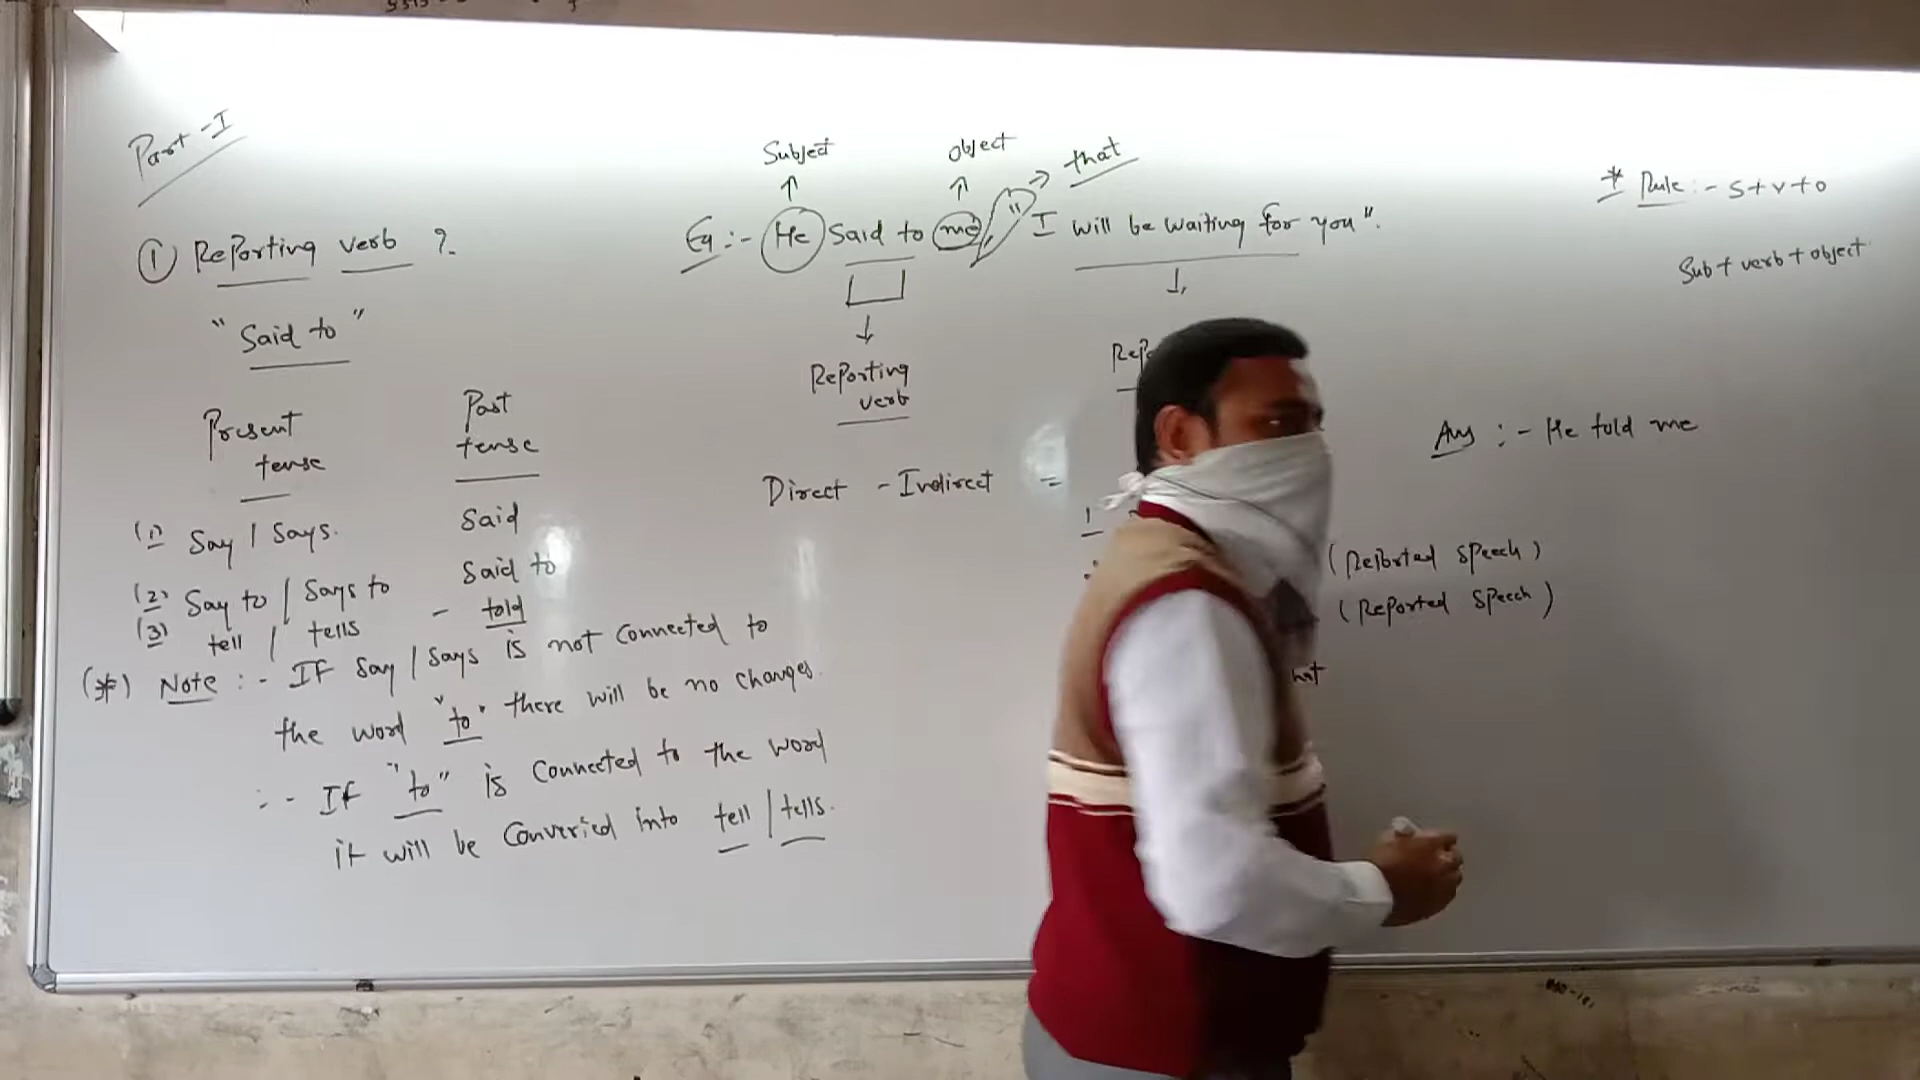 Part-I
① Reporting verb ?
"Said to"
Present tense
Past tense
(1) Say / Says.
Said
(2) Say to / Says to
Said to
(3) tell / tells - told
(*) Note :- If Say / Says is not connected to
the word "to" there will be no changes.
:- If "to" is connected to the word
it will be converied into tell / tells.
Subject
object
that
Eg :- He Said to me, "I will be waiting for you".
Reporting
verb
Direct - Indirect =
* Rule :- S+V+O
Sub + verb + object
Ans :- He told me
(Reported Speech)
(Reported Speech)